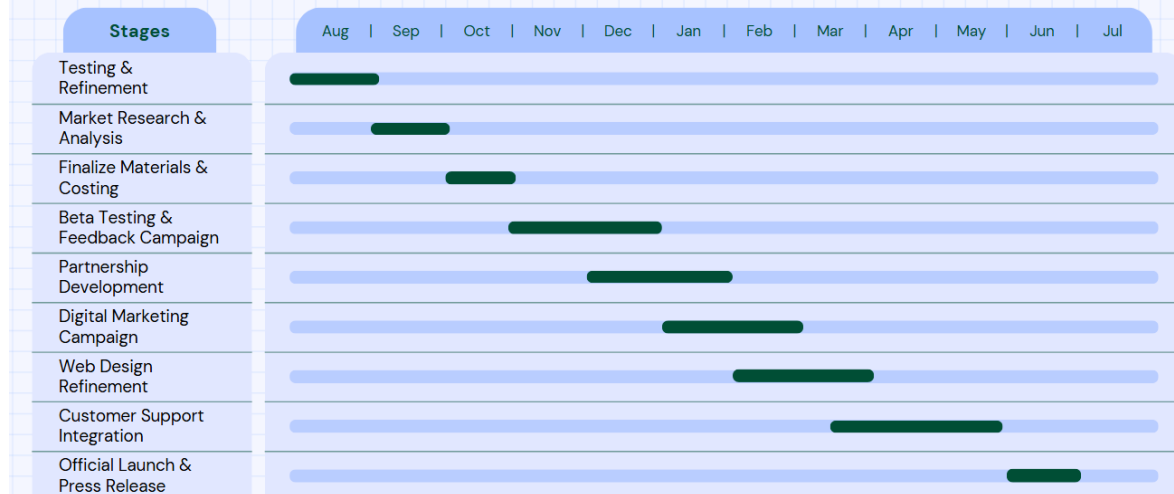 Stages
Aug | Sep | Oct | Nov | Dec | Jan | Feb | Mar | Apr | May | Jun | Jul
Testing &
Refinement
Market Research &
Analysis
Finalize Materials &
Costing
Beta Testing &
Feedback Campaign
Partnership
Development
Digital Marketing
Campaign
Web Design
Refinement
Customer Support
Integration
Official Launch &
Press Release